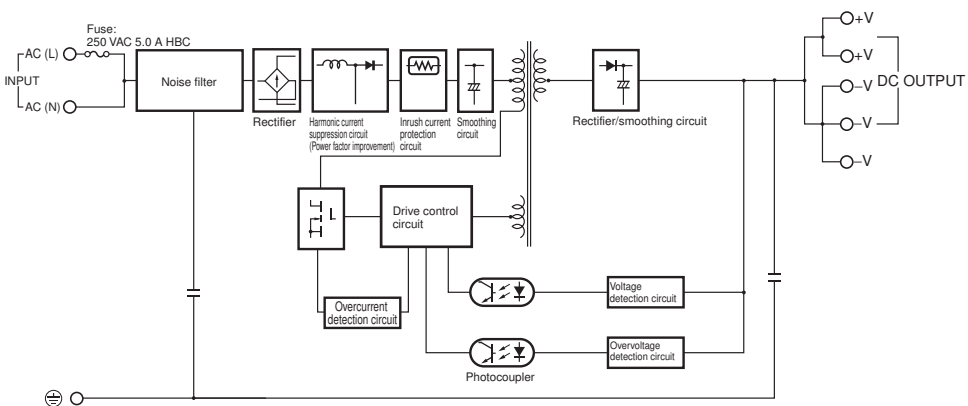 Fuse:
250 VAC 5.0 A HBC
AC (L)
INPUT
AC (N)
Noise filter
Rectifier
Harmonic current
suppression circuit
(Power factor improvement)
Inrush current
protection
circuit
Smoothing
circuit
Rectifier/smoothing circuit
+V
+V
–V
–V
–V
DC OUTPUT
Drive control
circuit
Overcurrent
detection circuit
Voltage
detection circuit
Overvoltage
detection circuit
Photocoupler